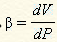 . β = dV/dP